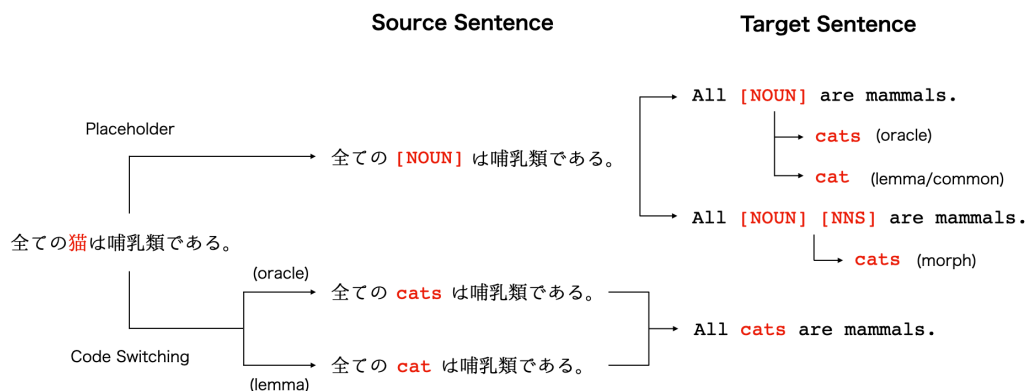 Source Sentence
Target Sentence
All [NOUN] are mammals.
Placeholder
cats (oracle)
全ての [NOUN] は哺乳類である。
cat (lemma/common)
All [NOUN] [NNS] are mammals.
全ての猫は哺乳類である。
cats (morph)
(oracle)
全ての cats は哺乳類である。
All cats are mammals.
Code Switching
全ての cat は哺乳類である。
(lemma)